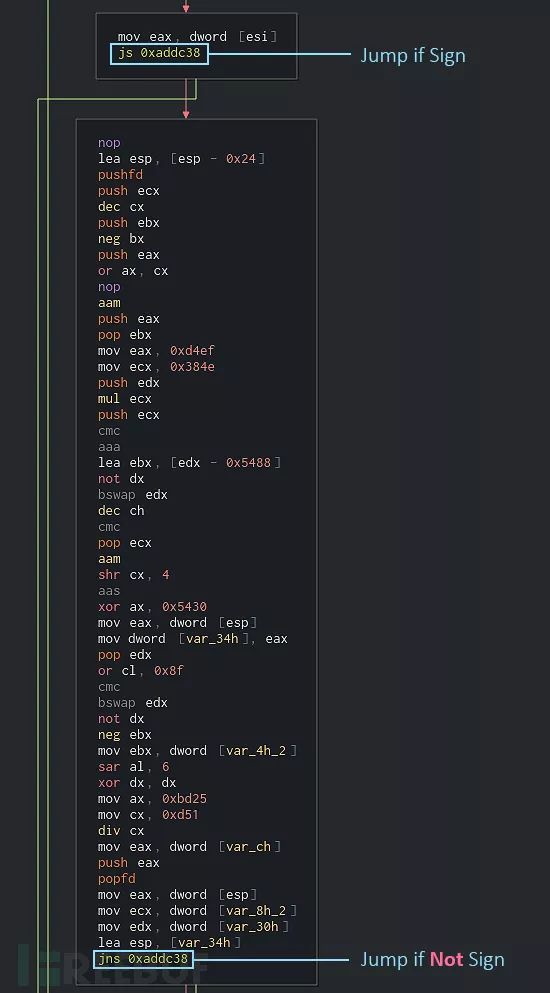 mov eax, dword [esi]
js 0xaddc38
Jump if Sign
nop
lea esp, [esp - 0x24]
pushfd
push ecx
dec cx
push ebx
neg bx
push eax
or ax, cx
nop
aam
push eax
pop ebx
mov eax, 0xd4ef
mov ecx, 0x384e
push edx
mul ecx
push ecx
cmc
aaa
lea ebx, [edx - 0x5488]
not dx
bswap edx
dec ch
cmc
pop ecx
aam
shr cx, 4
aas
xor ax, 0x5430
mov eax, dword [esp]
mov dword [var_34h], eax
pop edx
or cl, 0x8f
cmc
bswap edx
not dx
neg ebx
mov ebx, dword [var_4h_2]
sar al, 6
xor dx, dx
mov ax, 0xbd25
mov cx, 0xd51
div cx
mov eax, dword [var_ch]
push eax
popfd
mov eax, dword [esp]
mov ecx, dword [var_8h_2]
mov edx, dword [var_30h]
lea esp, [var_34h]
jns 0xaddc38
Jump if Not Sign
FREEBUF